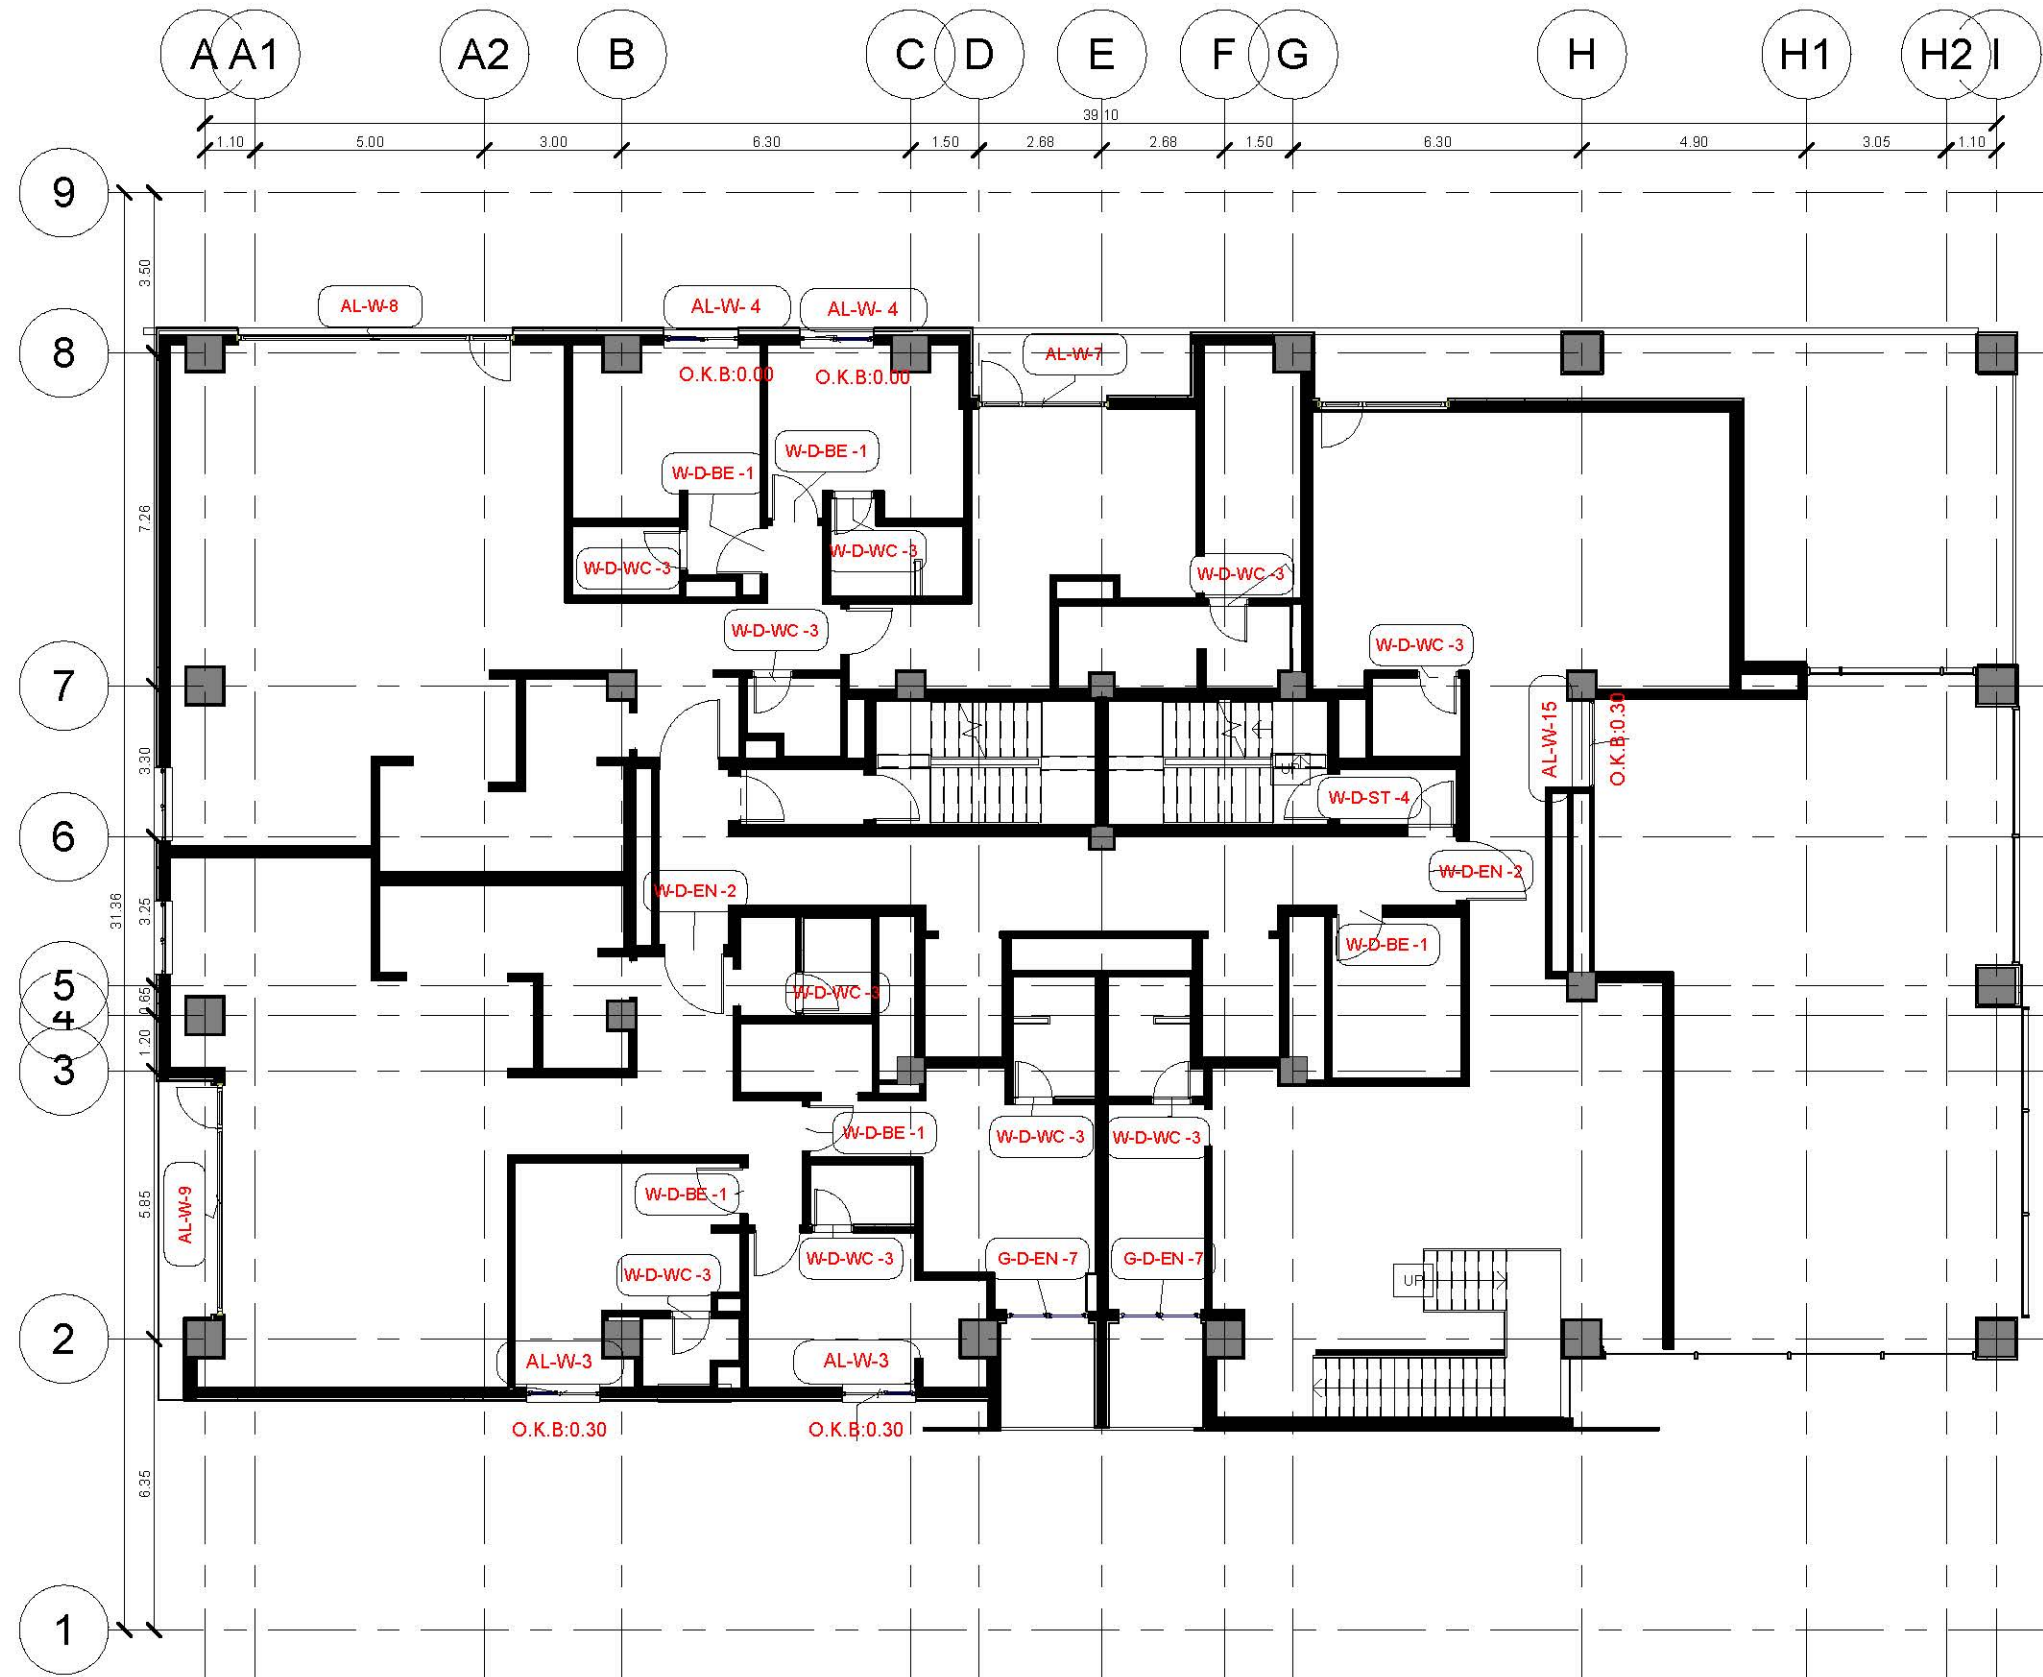 A A1 A2 B C D E F G H H1 H2 I
39.10
1.10 5.00 3.00 6.30 1.50 2.68 2.68 1.50 6.30 4.90 3.05 1.10
9
3.50
AL-W-8
AL-W- 4
AL-W- 4
8
AL-W-7
O.K.B:0.00
O.K.B:0.00
W-D-BE -1
W-D-BE -1
7.26
W-D-WC -3
W-D-WC -3
W-D-WC -3
W-D-WC -3
W-D-WC -3
7
AL-W-15
O.K.B:0.30
3.30
UP
W-D-ST -4
6
W-D-EN -2
W-D-EN -2
31.36
3.25
W-D-BE -1
5
W-D-WC -3
0.65
4
1.20
3
W-D-BE -1
W-D-WC -3
W-D-WC -3
W-D-BE -1
5.85
AL-W-9
W-D-WC -3
W-D-WC -3
G-D-EN -7
G-D-EN -7
UP
2
AL-W-3
AL-W-3
O.K.B:0.30
O.K.B:0.30
6.35
1